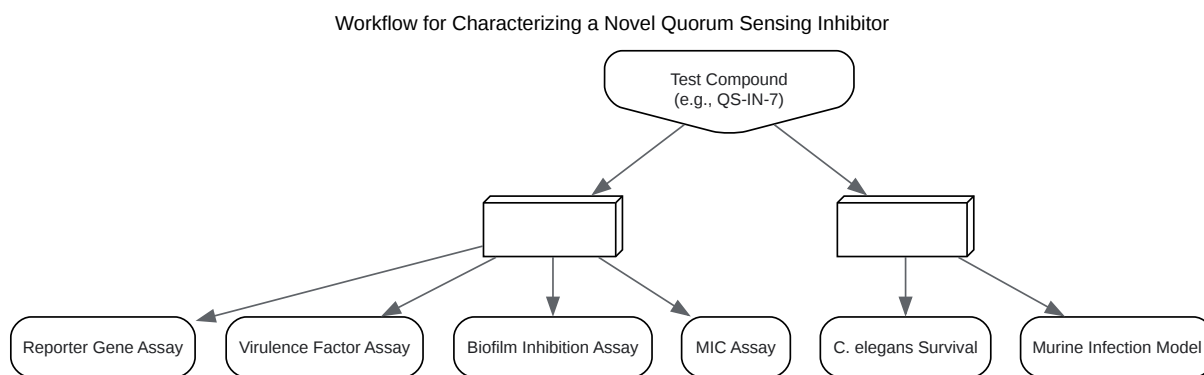 Workflow for Characterizing a Novel Quorum Sensing Inhibitor
Test Compound
(e.g., QS-IN-7)
Reporter Gene Assay
Virulence Factor Assay
Biofilm Inhibition Assay
MIC Assay
C. elegans Survival
Murine Infection Model